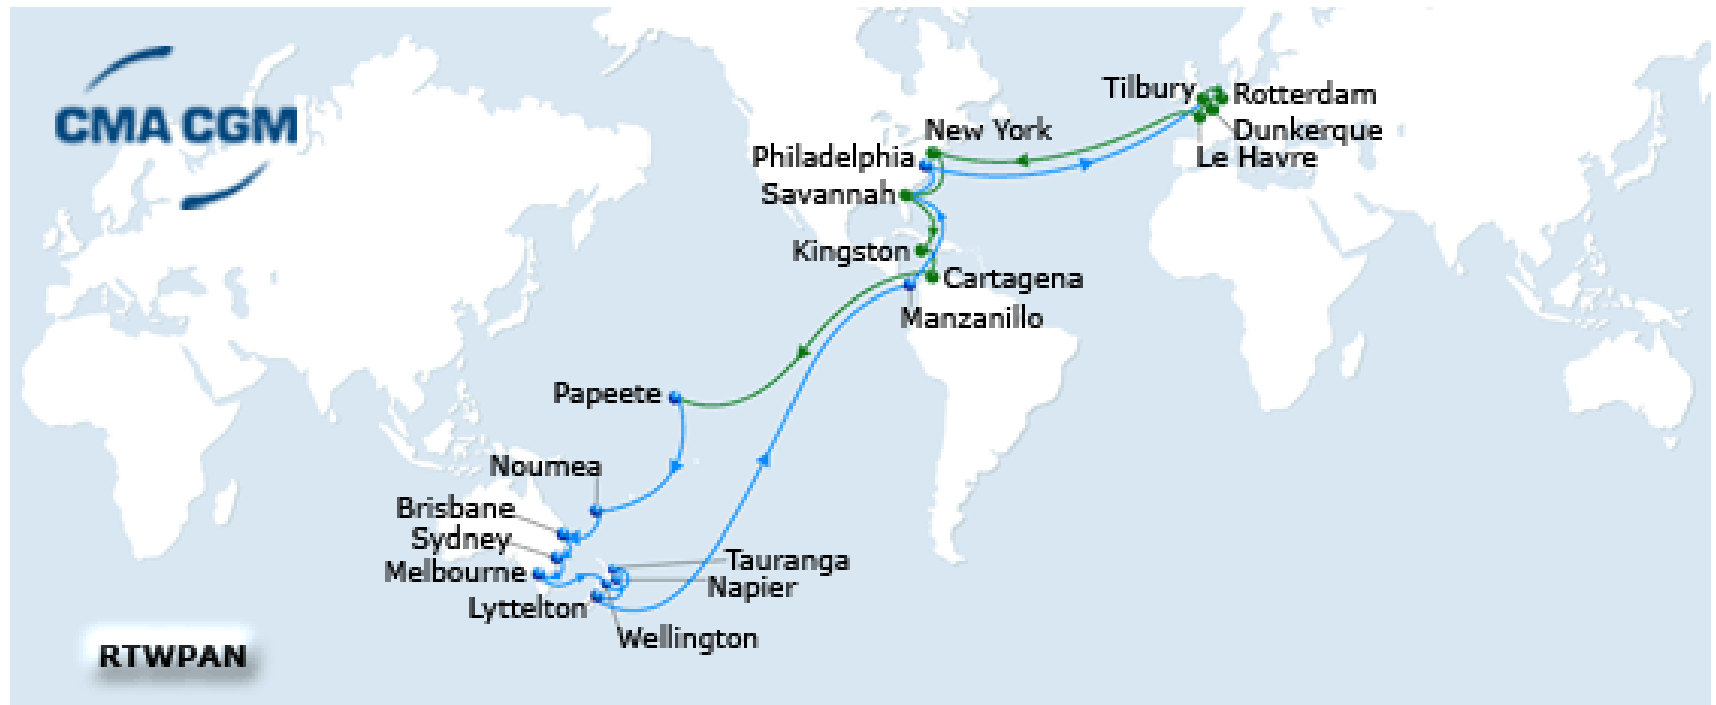 CMA CGM
Tilbury
Rotterdam
New York
Dunkerque
Philadelphia
Le Havre
Savannah
Kingston
Cartagena
Manzanillo
Papeete
Noumea
Brisbane
Sydney
Tauranga
Melbourne
Napier
Lyttelton
Wellington
RTWPAN